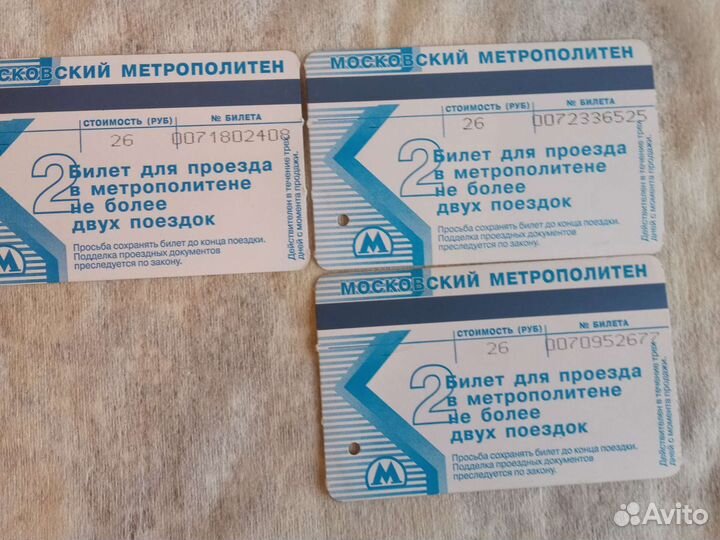 СКОВСКИЙ МЕТРОПОЛИТЕН
СТОИМОСТЬ (РУБ) № БИЛЕТА
26 0071802408
2
Билет для проезда
в метрополитене
не более
двух поездок
Просьба сохранять билет до конца поездки.
Подделка проездных документов
преследуется по закону.
Действителен в течение трех
дней с момента продажи.
М
МОСКОВСКИЙ МЕТРОПОЛИТЕН
СТОИМОСТЬ (РУБ) № БИЛЕТА
26 0072336525
2
Билет для проезда
в метрополитене
не более
двух поездок
Просьба сохранять билет до конца поездки.
Подделка проездных документов
преследуется по закону.
Действителен в течение трех
дней с момента продажи.
М
МОСКОВСКИЙ МЕТРОПОЛИТЕН
СТОИМОСТЬ (РУБ) № БИЛЕТА
26 0070952677
2
Билет для проезда
в метрополитене
не более
двух поездок
Просьба сохранять билет до конца поездки.
Подделка проездных документов
преследуется по закону.
Действителен в течение трех
дней с момента продажи.
М
Avito